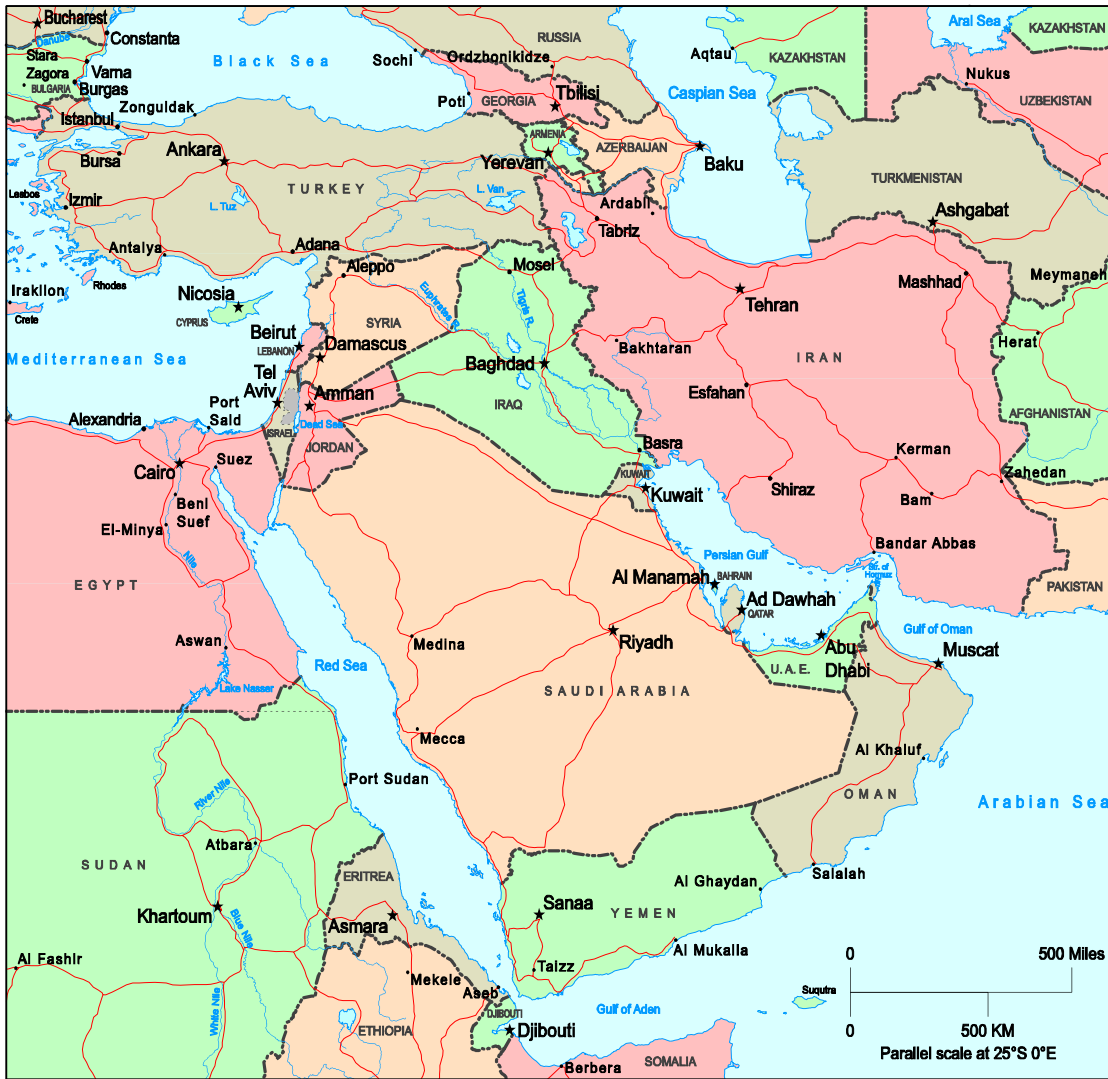 Bucharest
Danube
Constanta
Stara
Zagora
BULGARIA
Varna
Burgas
Black Sea
Sochi
Ordzbonikidze
RUSSIA
Aqtau
KAZAKHSTAN
Aral Sea
KAZAKHSTAN
Nukus
UZBEKISTAN
Caspian Sea
Poti
GEORGIA
Tbilisi
Zonguldak
Istanbul
Bursa
Ankara
ARMENIA
Yerevan
AZERBAIJAN
Baku
TURKMENISTAN
Ashgabat
Lesbos
Izmir
TURKEY
L. Tuz
L. Van
Ardabil
Tabriz
Antalya
Adana
Rhodes
Iraklion
Crete
Nicosia
CYPRUS
Aleppo
Mosel
Euphrates R.
Tigris R.
Tehran
Mashhad
Meymaneh
Herat
SYRIA
Beirut
LEBANON
Damascus
Mediterranean Sea
Baghdad
Bakhtaran
IRAN
Esfahan
Tel
Aviv
Amman
IRAQ
AFGHANISTAN
Alexandria
Port
Said
Dead Sea
ISRAEL
JORDAN
Basra
KUWAIT
Kuwait
Kerman
Zahedan
Bam
Shiraz
Cairo
Suez
Beni
Suef
El-Minya
Nile
EGYPT
Bandar Abbas
Persian Gulf
Str. of
Hormuz
PAKISTAN
Al Manamah
BAHRAIN
Ad Dawhah
QATAR
Gulf of Oman
Muscat
Abu
Dhabi
U.A.E.
Aswan
Lake Nasser
Red Sea
Medina
Riyadh
SAUDI ARABIA
Mecca
Al Khaluf
OMAN
Arabian Sea
Port Sudan
River Nile
Atbara
SUDAN
Khartoum
Blue Nile
White Nile
Al Fashir
ERITREA
Asmara
Mekele
Aseb
ETHIOPIA
DJIBOUTI
Djibouti
Sanaa
YEMEN
Taizz
Al Ghaydan
Salalah
Al Mukalla
Gulf of Aden
Suqutra
SOMALIA
Berbera
0 500 Miles
0 500 KM
Parallel scale at 25°S 0°E